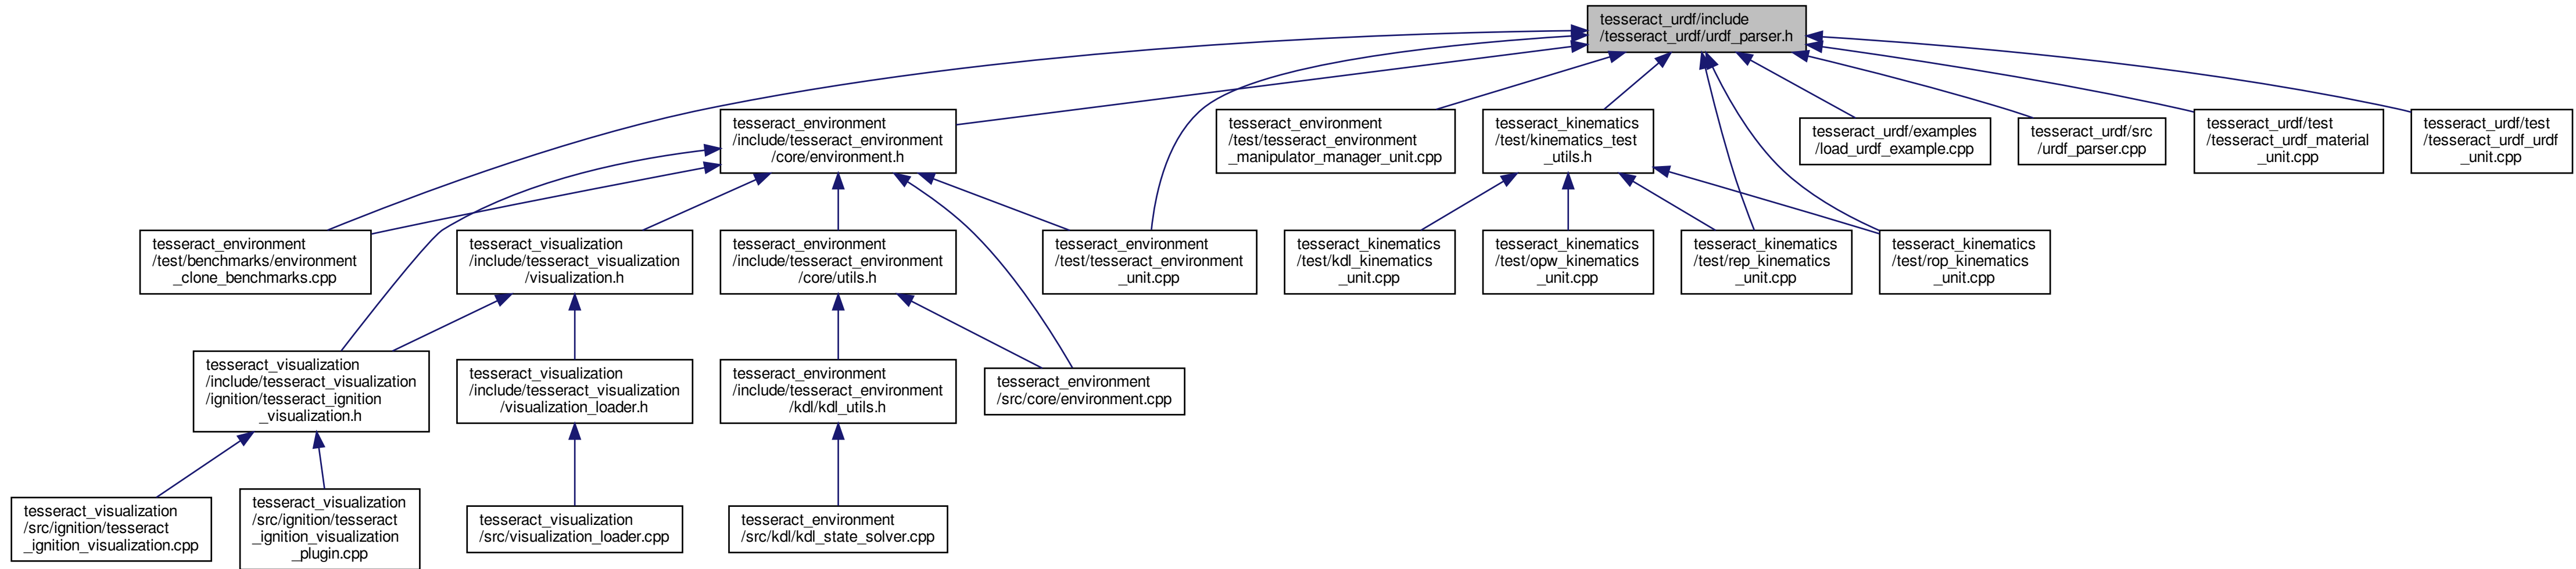 tesseract_urdf/include
/tesseract_urdf/urdf_parser.h
tesseract_environment
/include/tesseract_environment
/core/environment.h
tesseract_environment
/test/tesseract_environment
_manipulator_manager_unit.cpp
tesseract_kinematics
/test/kinematics_test
_utils.h
tesseract_urdf/examples
/load_urdf_example.cpp
tesseract_urdf/src
/urdf_parser.cpp
tesseract_urdf/test
/tesseract_urdf_material
_unit.cpp
tesseract_urdf/test
/tesseract_urdf_urdf
_unit.cpp
tesseract_environment
/test/benchmarks/environment
_clone_benchmarks.cpp
tesseract_visualization
/include/tesseract_visualization
/visualization.h
tesseract_environment
/include/tesseract_environment
/core/utils.h
tesseract_environment
/test/tesseract_environment
_unit.cpp
tesseract_kinematics
/test/kdl_kinematics
_unit.cpp
tesseract_kinematics
/test/opw_kinematics
_unit.cpp
tesseract_kinematics
/test/rep_kinematics
_unit.cpp
tesseract_kinematics
/test/rop_kinematics
_unit.cpp
tesseract_visualization
/include/tesseract_visualization
/ignition/tesseract_ignition
_visualization.h
tesseract_visualization
/include/tesseract_visualization
/visualization_loader.h
tesseract_environment
/include/tesseract_environment
/kdl/kdl_utils.h
tesseract_environment
/src/core/environment.cpp
tesseract_visualization
/src/ignition/tesseract
_ignition_visualization.cpp
tesseract_visualization
/src/ignition/tesseract
_ignition_visualization
_plugin.cpp
tesseract_visualization
/src/visualization_loader.cpp
tesseract_environment
/src/kdl/kdl_state_solver.cpp